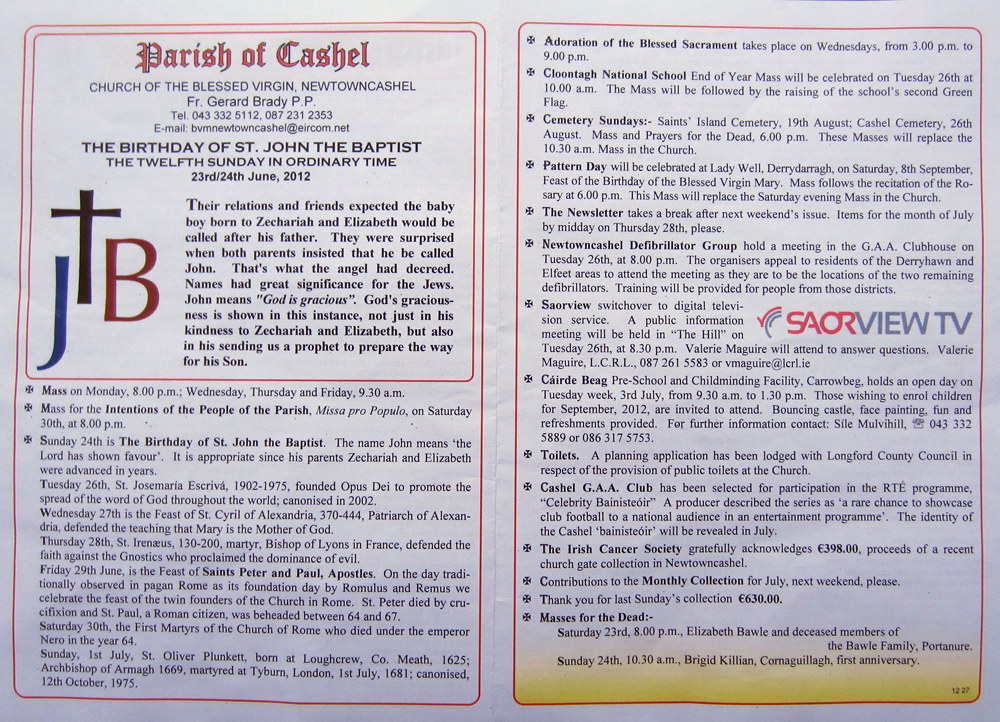 Parish of Cashel
CHURCH OF THE BLESSED VIRGIN, NEWTOWNCASHEL
Fr. Gerard Brady P.P.
Tel. 043 332 5112, 087 231 2353
E-mail: bvmnewtowncashel@eircom.net
THE BIRTHDAY OF ST. JOHN THE BAPTIST
THE TWELFTH SUNDAY IN ORDINARY TIME
23rd/24th June, 2012
JTB
Their relations and friends expected the baby
boy born to Zechariah and Elizabeth would be
called after his father. They were surprised
when both parents insisted that he be called
John. That's what the angel had decreed.
Names had great significance for the Jews.
John means "God is gracious". God's gracious-
ness is shown in this instance, not just in his
kindness to Zechariah and Elizabeth, but also
in his sending us a prophet to prepare the way
for his Son.
✠ Mass on Monday, 8.00 p.m.; Wednesday, Thursday and Friday, 9.30 a.m.
✠ Mass for the Intentions of the People of the Parish, Missa pro Populo, on Saturday
30th, at 8.00 p.m.
✠ Sunday 24th is The Birthday of St. John the Baptist. The name John means 'the
Lord has shown favour'. It is appropriate since his parents Zechariah and Elizabeth
were advanced in years.
Tuesday 26th, St. Josemaría Escrivá, 1902-1975, founded Opus Dei to promote the
spread of the word of God throughout the world; canonised in 2002.
Wednesday 27th is the Feast of St. Cyril of Alexandria, 370-444, Patriarch of Alexan-
dria, defended the teaching that Mary is the Mother of God.
Thursday 28th, St. Irenæus, 130-200, martyr, Bishop of Lyons in France, defended the
faith against the Gnostics who proclaimed the dominance of evil.
Friday 29th June, is the Feast of Saints Peter and Paul, Apostles. On the day tradi-
tionally observed in pagan Rome as its foundation day by Romulus and Remus we
celebrate the feast of the twin founders of the Church in Rome. St. Peter died by cru-
cifixion and St. Paul, a Roman citizen, was beheaded between 64 and 67.
Saturday 30th, the First Martyrs of the Church of Rome who died under the emperor
Nero in the year 64.
Sunday, 1st July, St. Oliver Plunkett, born at Loughcrew, Co. Meath, 1625;
Archbishop of Armagh 1669, martyred at Tyburn, London, 1st July, 1681; canonised,
12th October, 1975.
✠ Adoration of the Blessed Sacrament takes place on Wednesdays, from 3.00 p.m. to
9.00 p.m.
✠ Cloontagh National School End of Year Mass will be celebrated on Tuesday 26th at
10.00 a.m. The Mass will be followed by the raising of the school's second Green
Flag.
✠ Cemetery Sundays:- Saints' Island Cemetery, 19th August; Cashel Cemetery, 26th
August. Mass and Prayers for the Dead, 6.00 p.m. These Masses will replace the
10.30 a.m. Mass in the Church.
✠ Pattern Day will be celebrated at Lady Well, Derrydarragh, on Saturday, 8th September,
Feast of the Birthday of the Blessed Virgin Mary. Mass follows the recitation of the Ro-
sary at 6.00 p.m. This Mass will replace the Saturday evening Mass in the Church.
✠ The Newsletter takes a break after next weekend's issue. Items for the month of July
by midday on Thursday 28th, please.
✠ Newtowncashel Defibrillator Group hold a meeting in the G.A.A. Clubhouse on
Tuesday 26th, at 8.00 p.m. The organisers appeal to residents of the Derryhawn and
Elfeet areas to attend the meeting as they are to be the locations of the two remaining
defibrillators. Training will be provided for people from those districts.
✠ Saorview switchover to digital televi-
sion service. A public information
meeting will be held in "The Hill" on
SAORVIEW TV
Tuesday 26th, at 8.30 p.m. Valerie Maguire will attend to answer questions. Valerie
Maguire, L.C.R.L., 087 261 5583 or vmaguire@lcrl.ie
✠ Cáirde Beag Pre-School and Childminding Facility, Carrowbeg, holds an open day on
Tuesday week, 3rd July, from 9.30 a.m. to 1.30 p.m. Those wishing to enrol children
for September, 2012, are invited to attend. Bouncing castle, face painting, fun and
refreshments provided. For further information contact: Síle Mulvihill, ☏ 043 332
5889 or 086 317 5753.
✠ Toilets. A planning application has been lodged with Longford County Council in
respect of the provision of public toilets at the Church.
✠ Cashel G.A.A. Club has been selected for participation in the RTÉ programme,
"Celebrity Bainisteóir" A producer described the series as 'a rare chance to showcase
club football to a national audience in an entertainment programme'. The identity of
the Cashel 'bainisteóir' will be revealed in July.
✠ The Irish Cancer Society gratefully acknowledges €398.00, proceeds of a recent
church gate collection in Newtowncashel.
✠ Contributions to the Monthly Collection for July, next weekend, please.
✠ Thank you for last Sunday's collection €630.00.
✠ Masses for the Dead:-
Saturday 23rd, 8.00 p.m., Elizabeth Bawle and deceased members of
the Bawle Family, Portanure.
Sunday 24th, 10.30 a.m., Brigid Killian, Cornaguillagh, first anniversary.
12 27